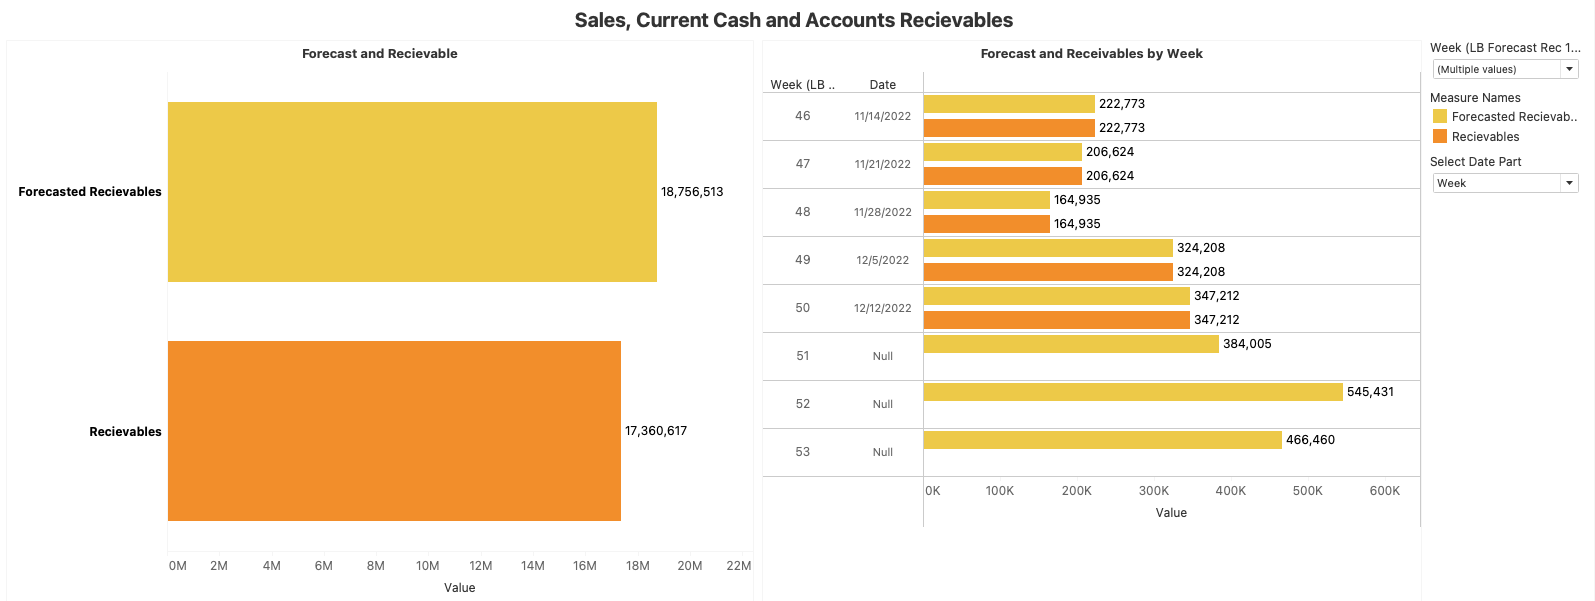 Sales, Current Cash and Accounts Recievables
Forecast and Recievable
Forecasted Recievables
18,756,513
Recievables
17,360,617
0M 2M 4M 6M 8M 10M 12M 14M 16M 18M 20M 22M
Value
Forecast and Receivables by Week
Week (LB .. Date
46 11/14/2022 222,773
222,773
47 11/21/2022 206,624
206,624
48 11/28/2022 164,935
164,935
49 12/5/2022 324,208
324,208
50 12/12/2022 347,212
347,212
51 Null 384,005
52 Null 545,431
53 Null 466,460
0K 100K 200K 300K 400K 500K 600K
Value
Week (LB Forecast Rec 1...
(Multiple values)
Measure Names
Forecasted Recievab..
Recievables
Select Date Part
Week